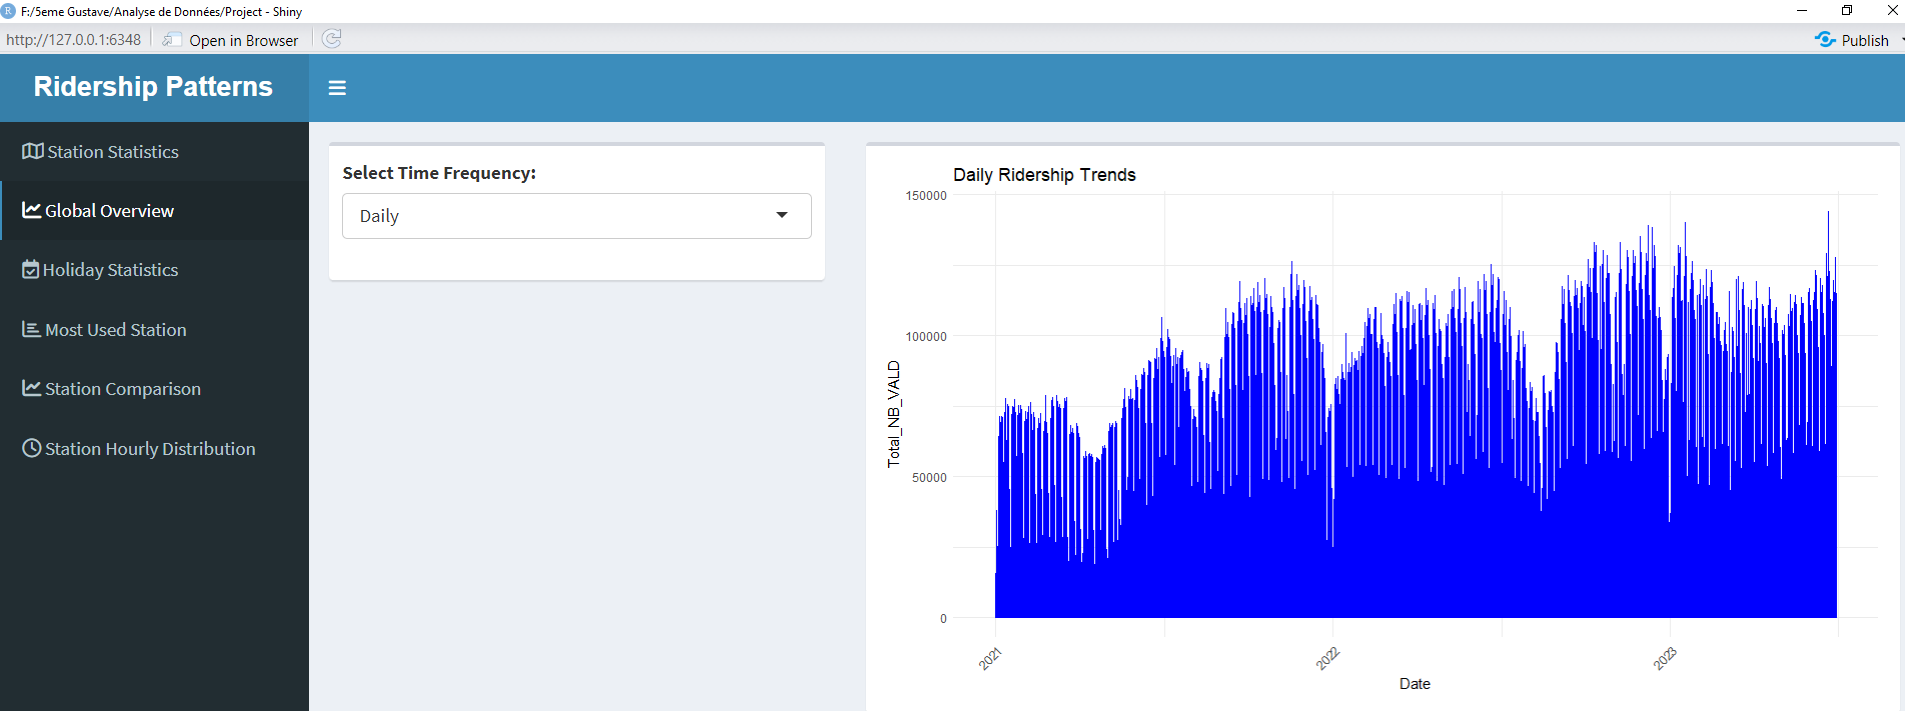 F:/5eme Gustave/Analyse de Données/Project - Shiny
http://127.0.0.1:6348
Open in Browser
Publish
Ridership Patterns
Station Statistics
Global Overview
Holiday Statistics
Most Used Station
Station Comparison
Station Hourly Distribution
Select Time Frequency:
Daily
Daily Ridership Trends
150000
100000
50000
0
Total_NB_VALD
2021
2022
2023
Date